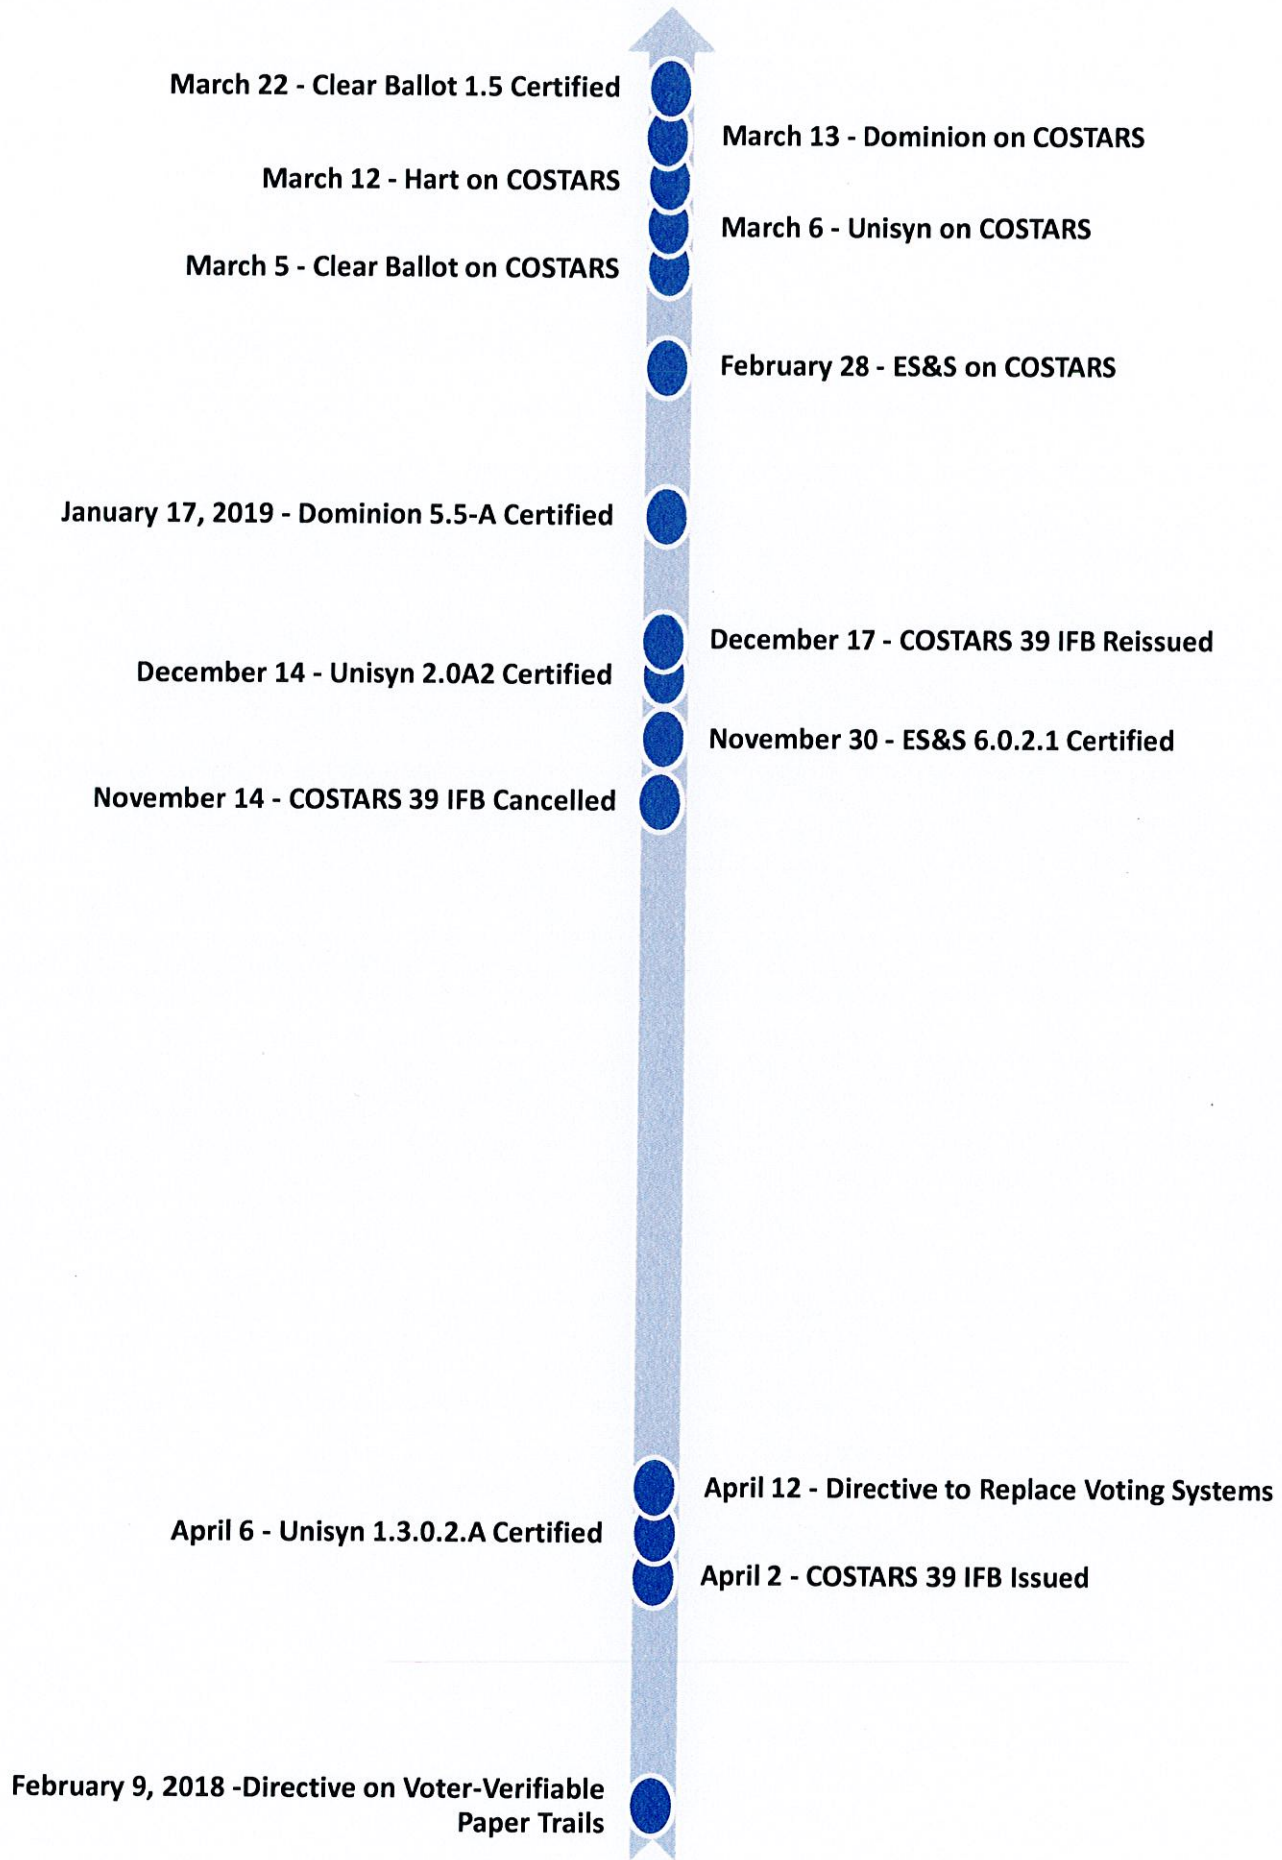 March 22 - Clear Ballot 1.5 Certified
March 13 - Dominion on COSTARS
March 12 - Hart on COSTARS
March 6 - Unisyn on COSTARS
March 5 - Clear Ballot on COSTARS
February 28 - ES&S on COSTARS
January 17, 2019 - Dominion 5.5-A Certified
December 17 - COSTARS 39 IFB Reissued
December 14 - Unisyn 2.0A2 Certified
November 30 - ES&S 6.0.2.1 Certified
November 14 - COSTARS 39 IFB Cancelled
April 12 - Directive to Replace Voting Systems
April 6 - Unisyn 1.3.0.2.A Certified
April 2 - COSTARS 39 IFB Issued
February 9, 2018 -Directive on Voter-Verifiable
Paper Trails